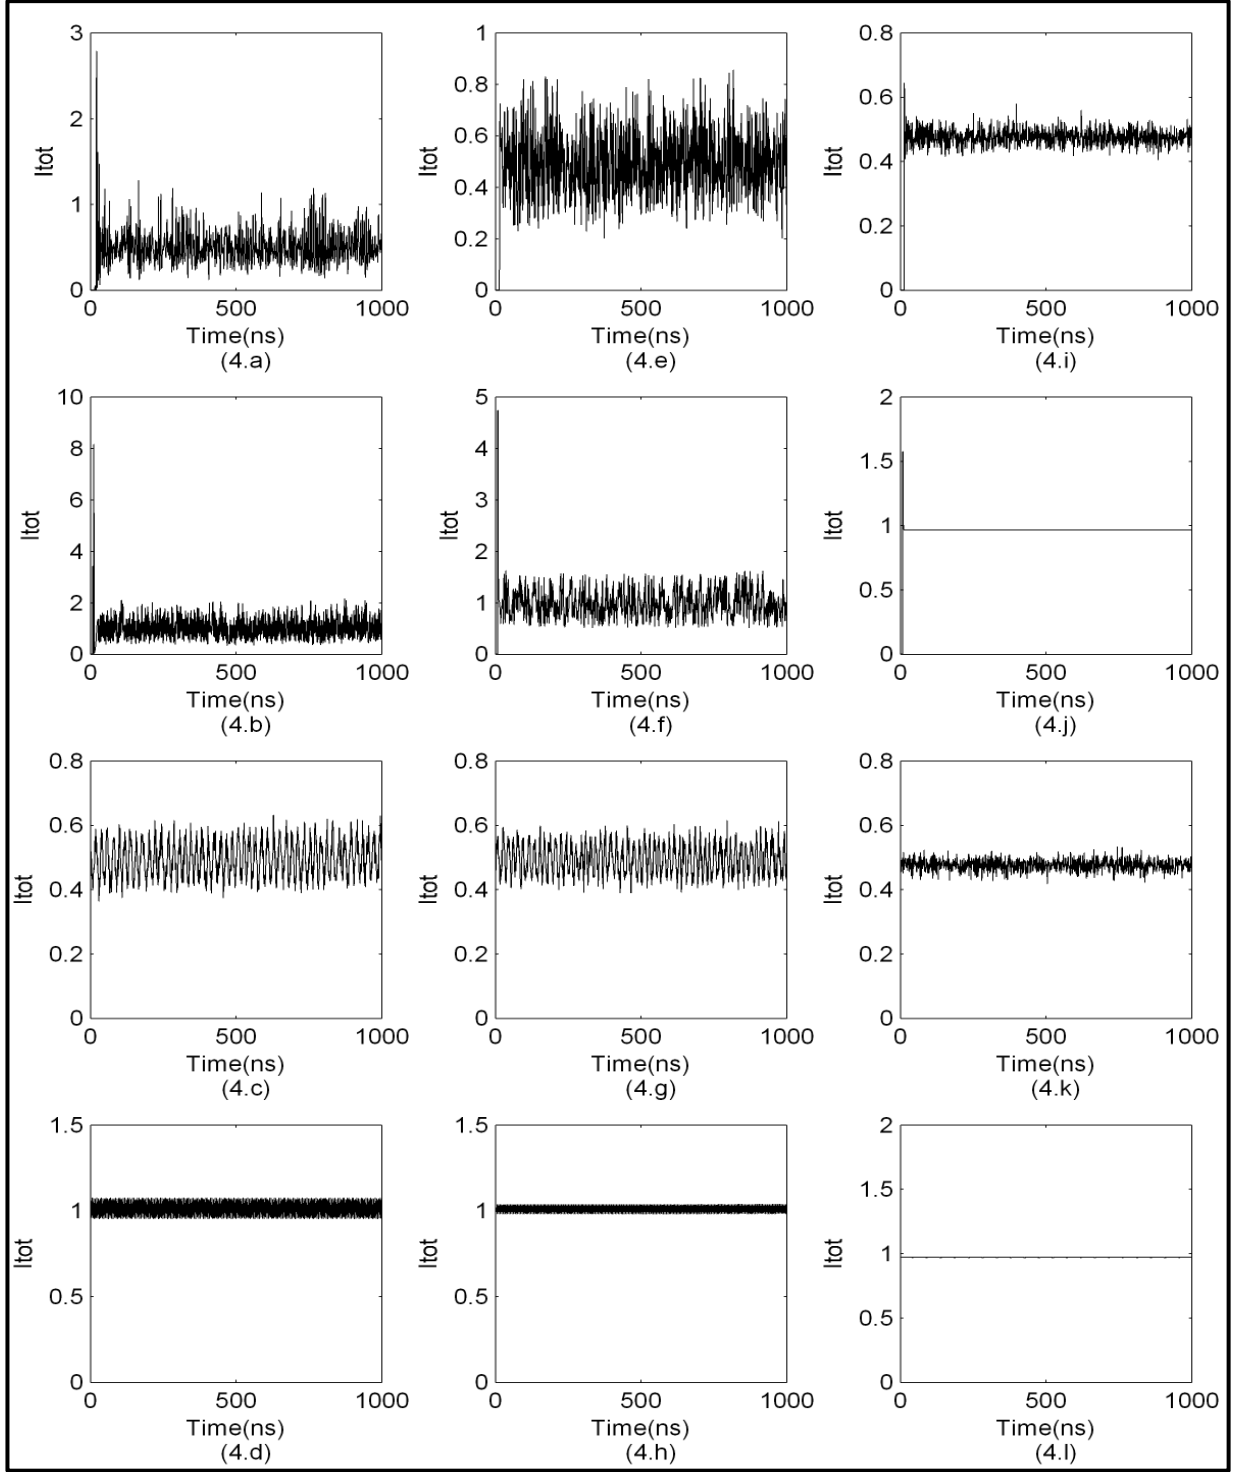 3
2
1
0
Itot
0 500 1000
Time(ns)
(4.a)
1
0.8
0.6
0.4
0.2
0
Itot
0 500 1000
Time(ns)
(4.e)
0.8
0.6
0.4
0.2
0
Itot
0 500 1000
Time(ns)
(4.i)
10
8
6
4
2
0
Itot
0 500 1000
Time(ns)
(4.b)
5
4
3
2
1
0
Itot
0 500 1000
Time(ns)
(4.f)
2
1.5
1
0.5
0
Itot
0 500 1000
Time(ns)
(4.j)
0.8
0.6
0.4
0.2
0
Itot
0 500 1000
Time(ns)
(4.c)
0.8
0.6
0.4
0.2
0
Itot
0 500 1000
Time(ns)
(4.g)
0.8
0.6
0.4
0.2
0
Itot
0 500 1000
Time(ns)
(4.k)
1.5
1
0.5
0
Itot
0 500 1000
Time(ns)
(4.d)
1.5
1
0.5
0
Itot
0 500 1000
Time(ns)
(4.h)
2
1.5
1
0.5
0
Itot
0 500 1000
Time(ns)
(4.l)